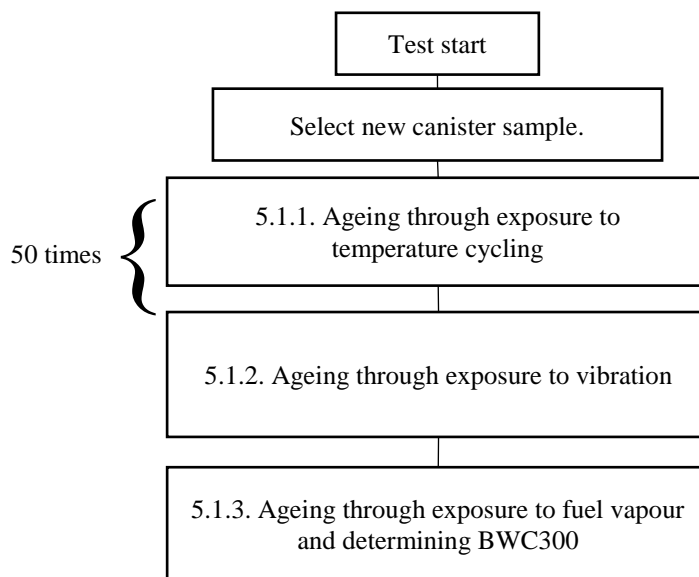 Test start
Select new canister sample.
5.1.1. Ageing through exposure to
temperature cycling
50 times
5.1.2. Ageing through exposure to vibration
5.1.3. Ageing through exposure to fuel vapour
and determining BWC300